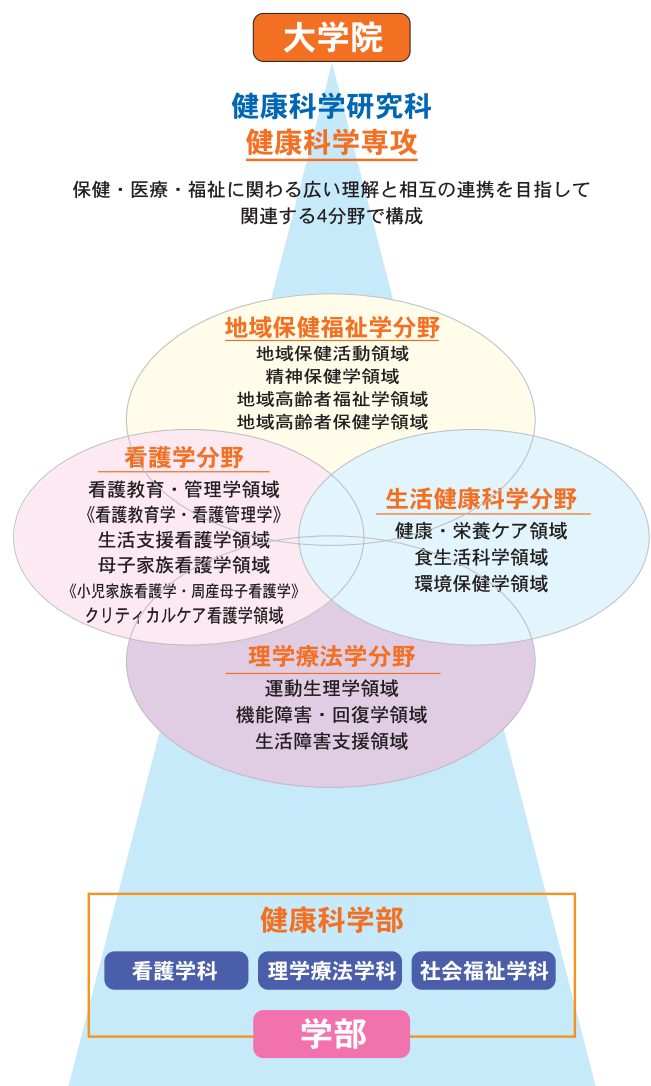 大学院
健康科学研究科
健康科学専攻
保健・医療・福祉に関わる広い理解と相互の連携を目指して
関連する4分野で構成
地域保健福祉学分野
地域保健活動領域
精神保健学領域
地域高齢者福祉学領域
地域高齢者保健学領域
看護学分野
看護教育・管理学領域
《看護教育学・看護管理学》
生活支援看護学領域
母子家族看護学領域
《小児家族看護学・周産母子看護学》
クリティカルケア看護学領域
生活健康科学分野
健康・栄養ケア領域
食生活科学領域
環境保健学領域
理学療法学分野
運動生理学領域
機能障害・回復学領域
生活障害支援領域
健康科学部
看護学科
理学療法学科
社会福祉学科
学部